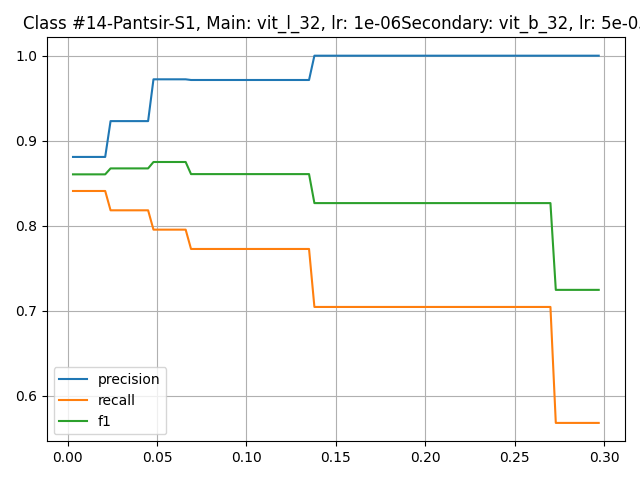 Class #14-Pantsir-S1, Main: vit_l_32, lr: 1e-06Secondary: vit_b_32, lr: 5e-0
1.0
0.9
0.8
0.7
0.6
precision
recall
f1
0.00 0.05 0.10 0.15 0.20 0.25 0.30